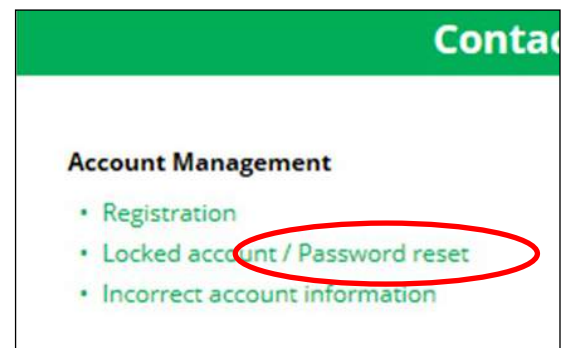 Contac
Account Management
• Registration
• Locked account / Password reset
• Incorrect account information